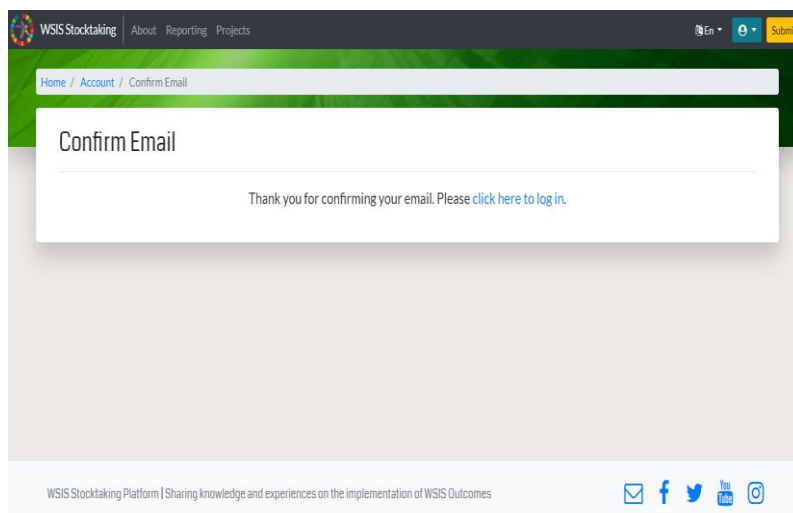 WSIS Stocktaking About Reporting Projects En Submi
Home / Account / Confirm Email
Confirm Email
Thank you for confirming your email. Please click here to log in.
WSIS Stocktaking Platform | Sharing knowledge and experiences on the implementation of WSIS Outcomes You Tube